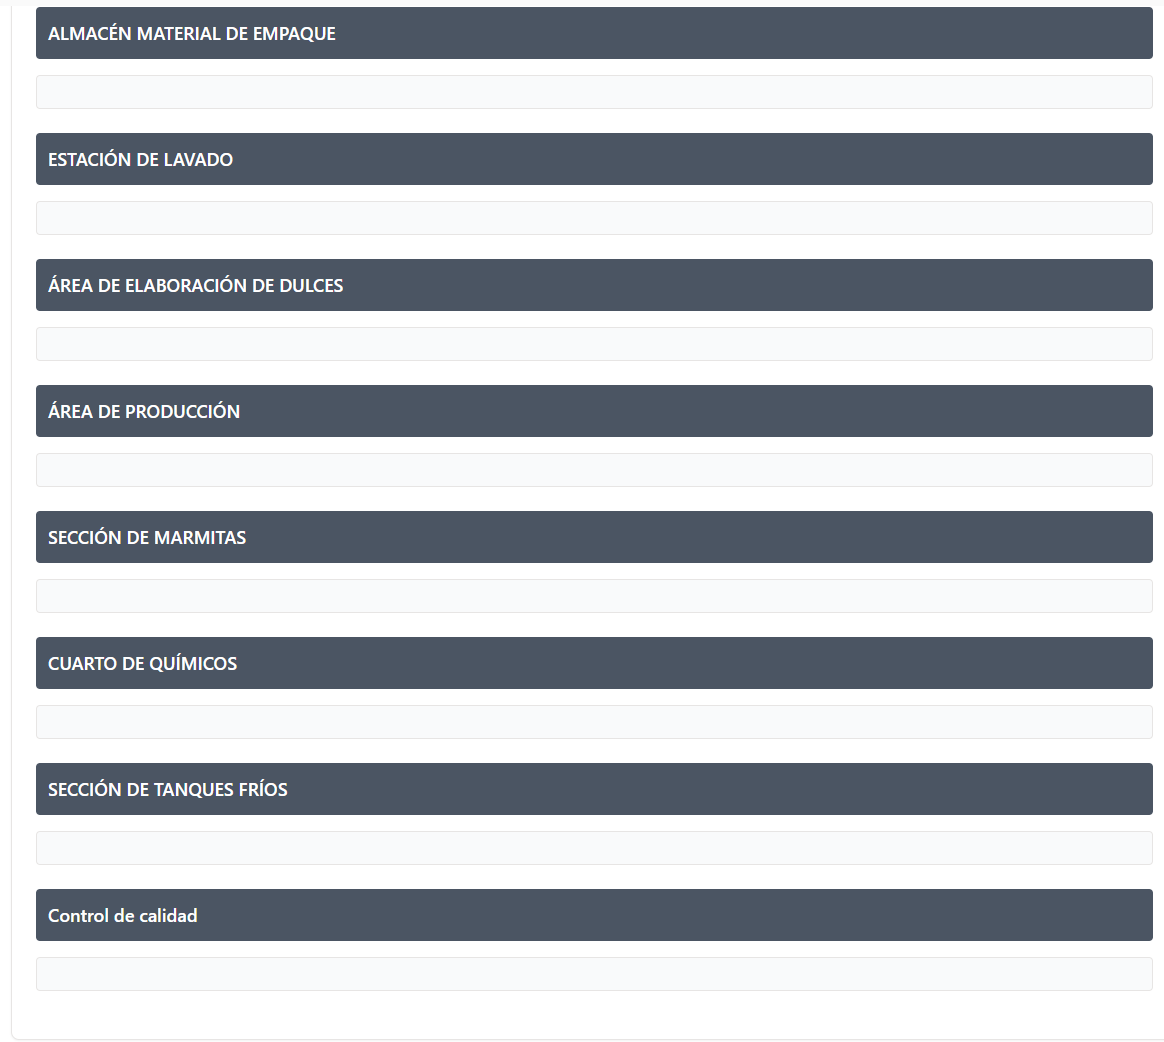 ALMACÉN MATERIAL DE EMPAQUE
ESTACIÓN DE LAVADO
ÁREA DE ELABORACIÓN DE DULCES
ÁREA DE PRODUCCIÓN
SECCIÓN DE MARMITAS
CUARTO DE QUÍMICOS
SECCIÓN DE TANQUES FRÍOS
Control de calidad